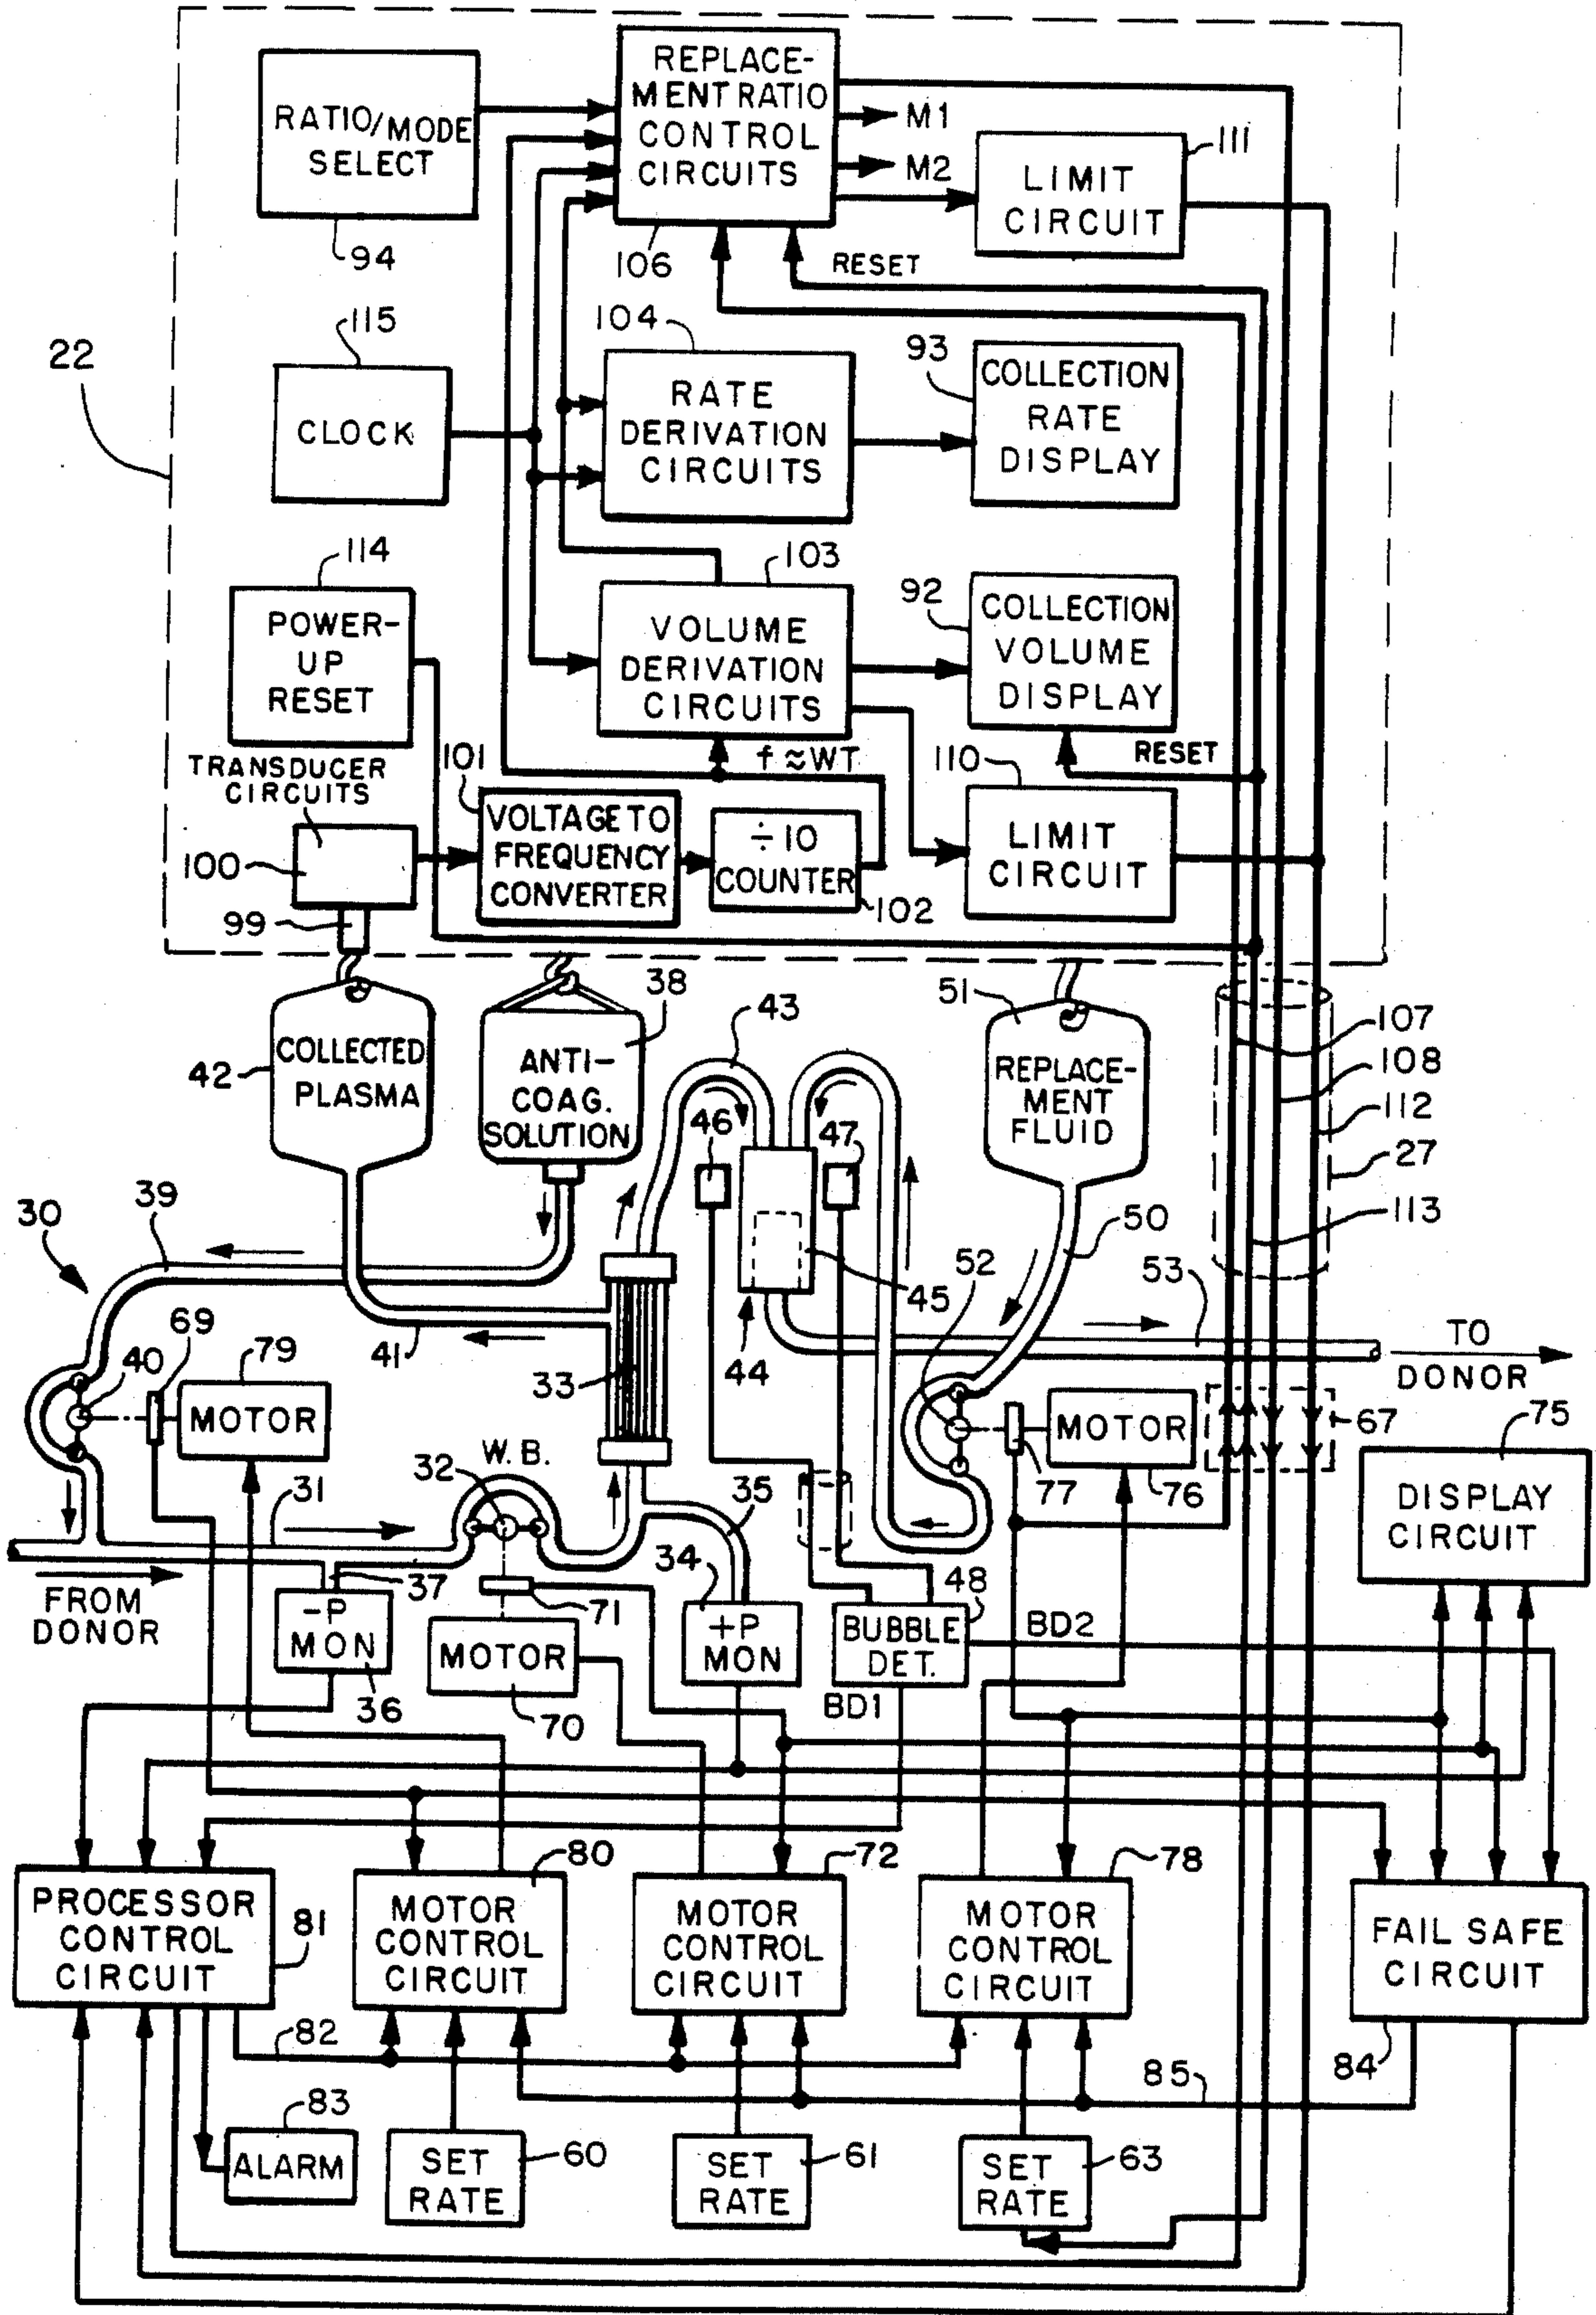 REPLACE-
MENT RATIO
CONTROL
CIRCUITS
RATIO/MODE
SELECT
M1
M2
111
LIMIT
CIRCUIT
94
106
RESET
115
104
93
22
CLOCK
RATE
DERIVATION
CIRCUITS
COLLECTION
RATE
DISPLAY
114
103
92
POWER-
UP
RESET
VOLUME
DERIVATION
CIRCUITS
COLLECTION
VOLUME
DISPLAY
TRANSDUCER
CIRCUITS
101
f ≈ WT
110
RESET
100
VOLTAGE TO
FREQUENCY
CONVERTER
÷ 10
COUNTER
102
LIMIT
CIRCUIT
99
38
43
51
107
108
112
27
113
COLLECTED
PLASMA
42
ANTI-
COAG.
SOLUTION
46
47
REPLACE-
MENT
FLUID
39
30
50
52
45
53
69
79
40
41
33
44
TO
DONOR
MOTOR
MOTOR
67
75
W.B.
32
31
35
77
76
DISPLAY
CIRCUIT
FROM
DONOR
37
34
48
-P
MON
71
+P
MON
BUBBLE
DET.
BD2
MOTOR
36
70
BD1
80
72
78
PROCESSOR
CONTROL
CIRCUIT
81
MOTOR
CONTROL
CIRCUIT
MOTOR
CONTROL
CIRCUIT
MOTOR
CONTROL
CIRCUIT
FAIL SAFE
CIRCUIT
82
84
85
83
ALARM
SET
RATE
60
SET
RATE
61
SET
RATE
63